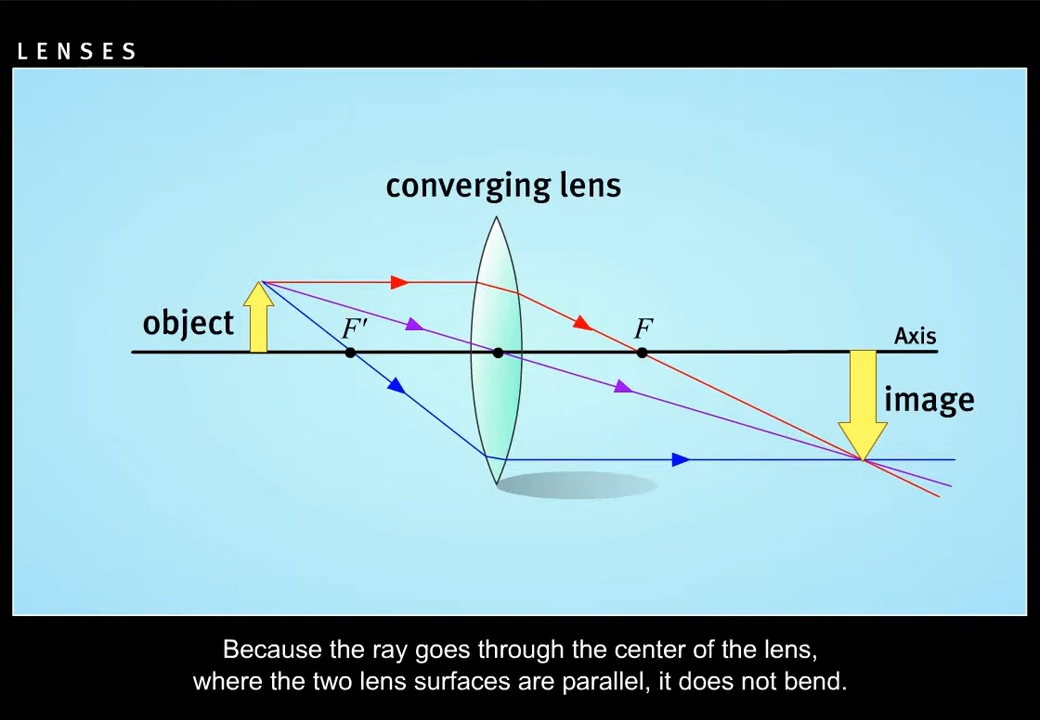 LENSES
converging lens
object
F'
F
Axis
image
Because the ray goes through the center of the lens,
where the two lens surfaces are parallel, it does not bend.